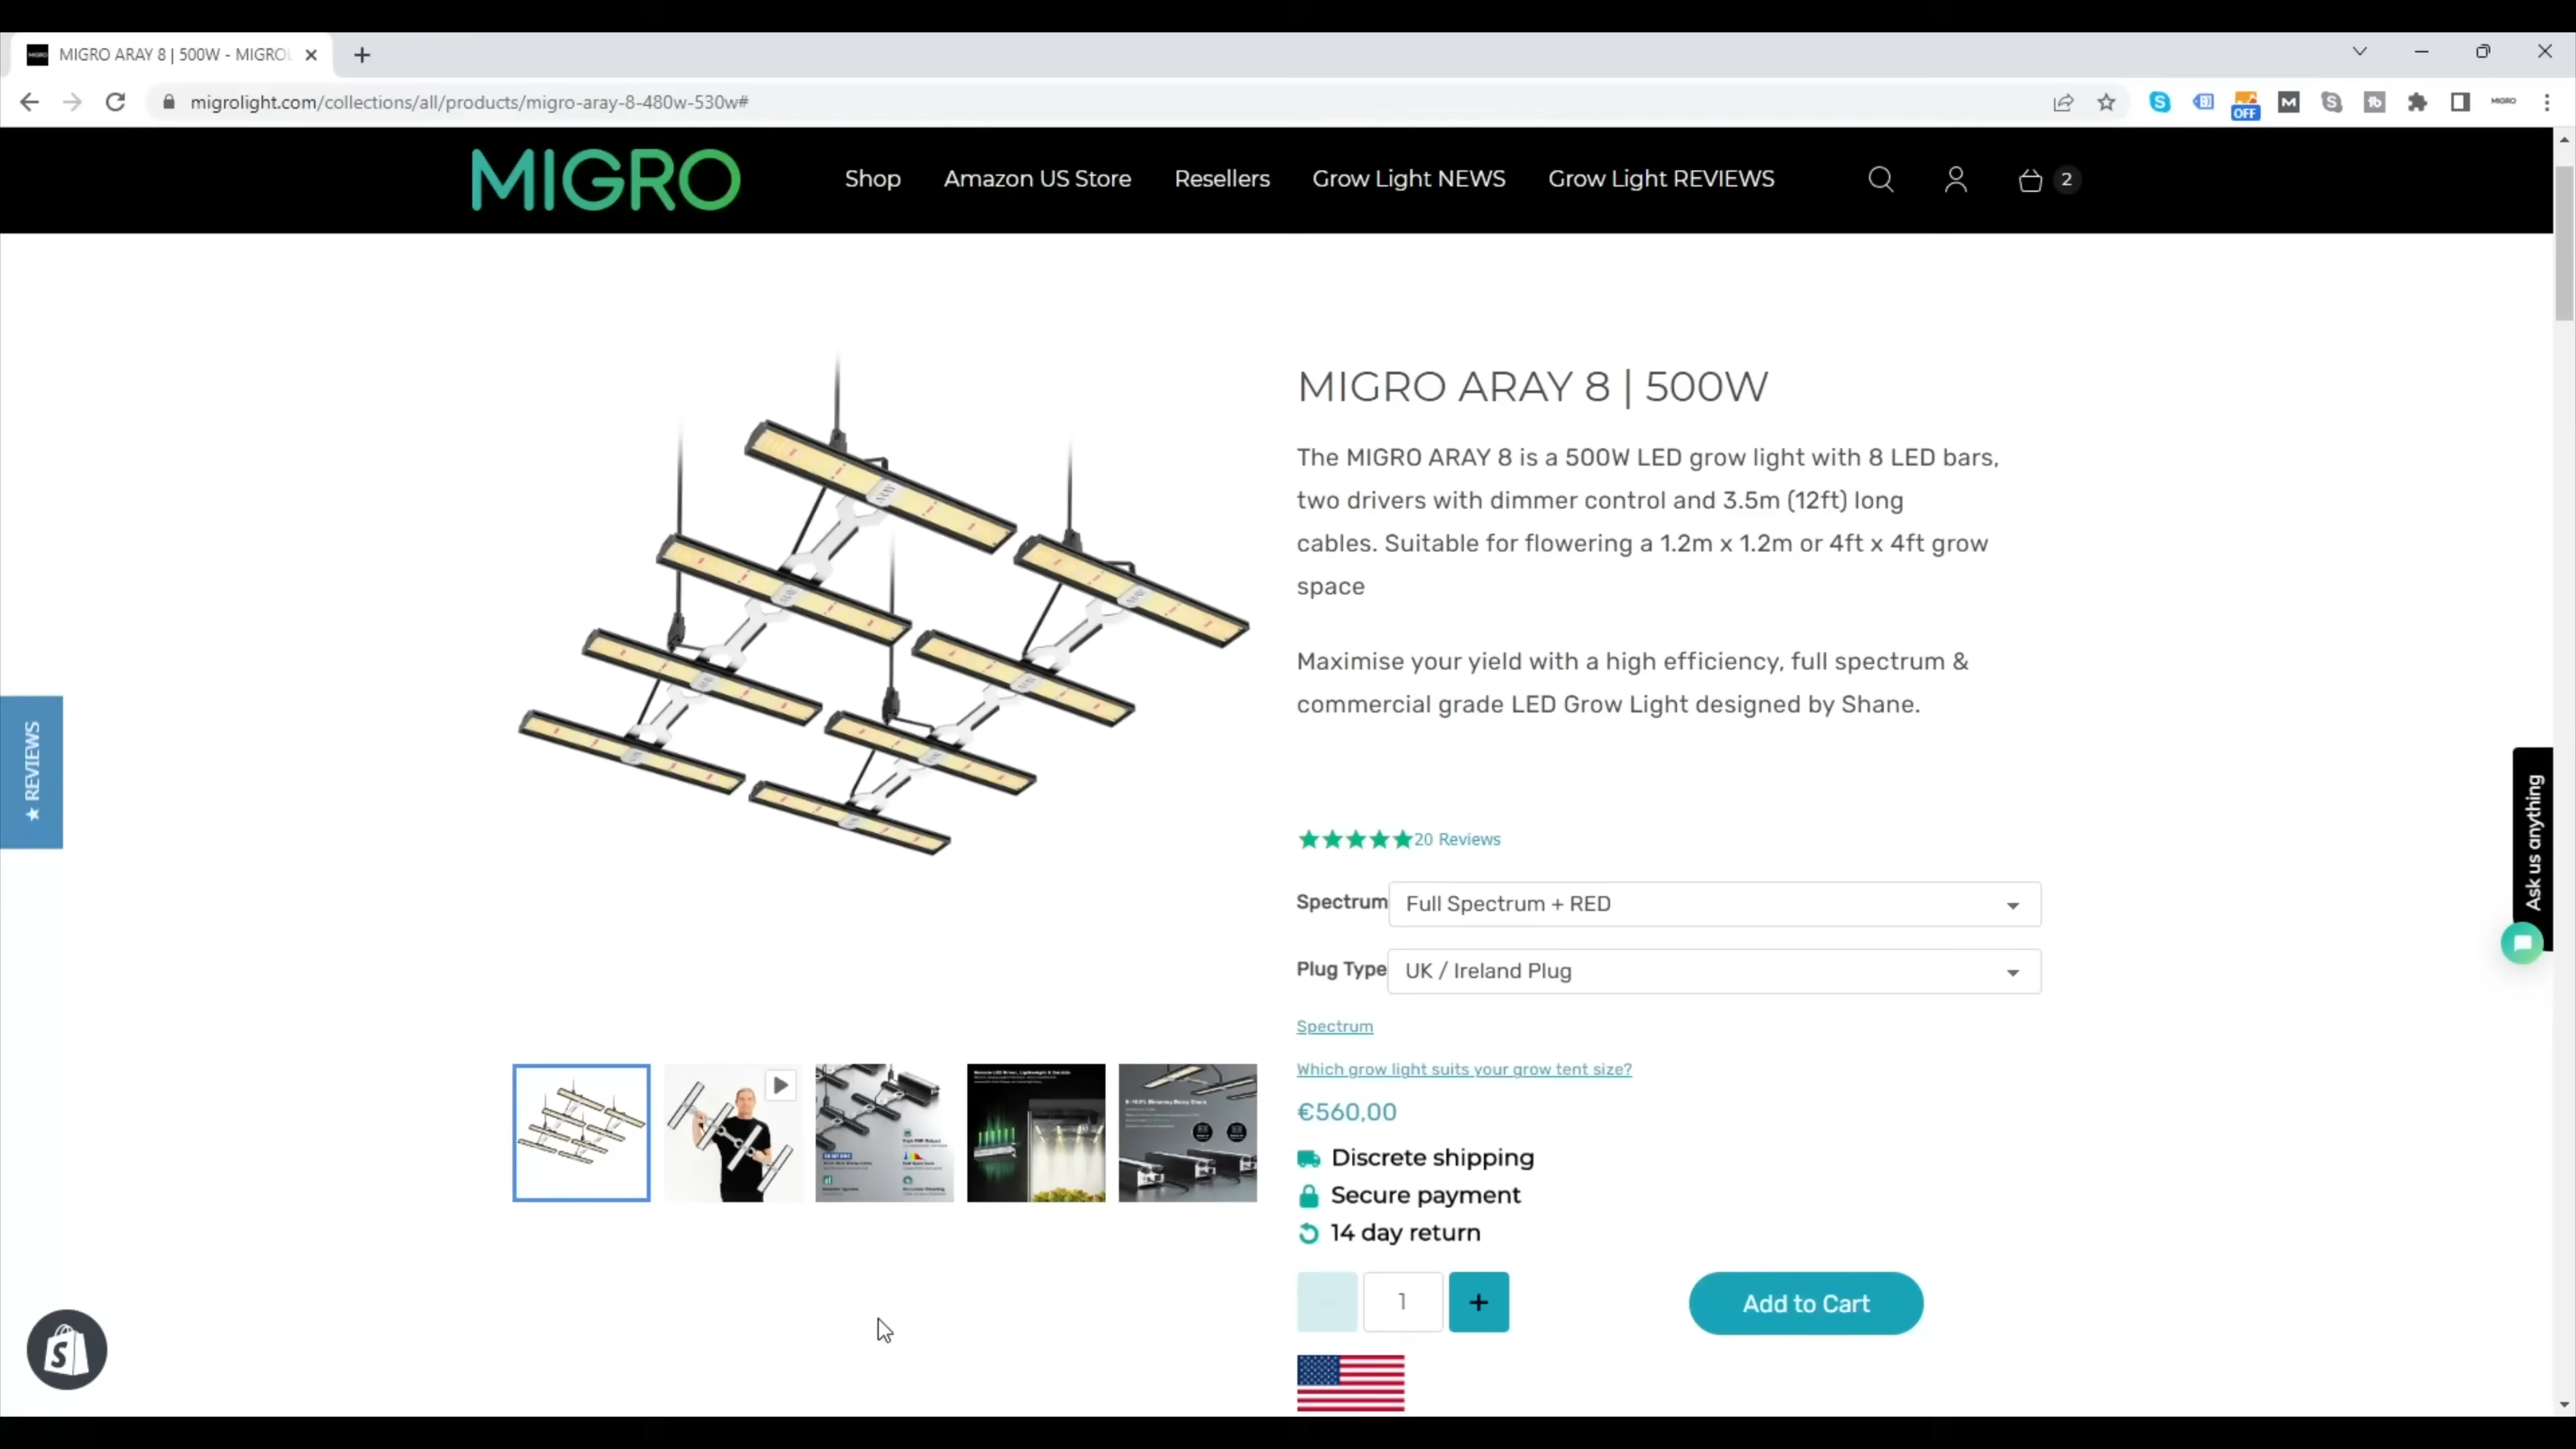 MIGRO ARAY 8 | 500W - MIGRO
migrolight.com/collections/all/products/migro-aray-8-480w-530w#
OFF
MIGRO
MIGRO
Shop
Amazon US Store
Resellers
Grow Light NEWS
Grow Light REVIEWS
2
MIGRO ARAY 8 | 500W
The MIGRO ARAY 8 is a 500W LED grow light with 8 LED bars,
two drivers with dimmer control and 3.5m (12ft) long
cables. Suitable for flowering a 1.2m x 1.2m or 4ft x 4ft grow
space
Maximise your yield with a high efficiency, full spectrum &
commercial grade LED Grow Light designed by Shane.
★ REVIEWS
Ask us anything
20 Reviews
Spectrum
Full Spectrum + RED
Plug Type
UK / Ireland Plug
Spectrum
Which grow light suits your grow tent size?
€560,00
Discrete shipping
Secure payment
14 day return
1
+
Add to Cart